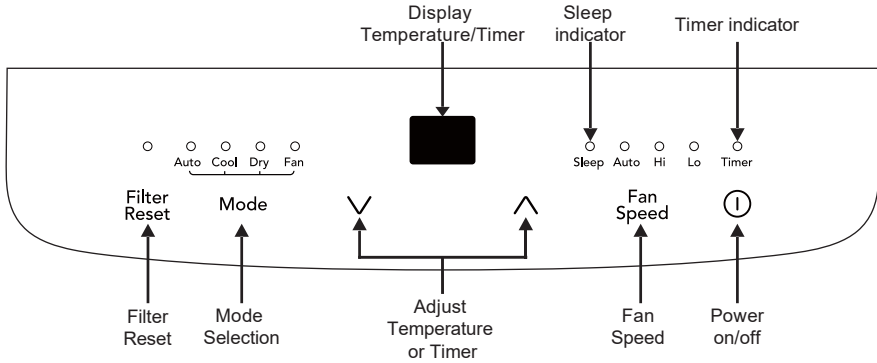 Display
Temperature/Timer
Sleep
indicator
Timer indicator
Auto Cool Dry Fan
Sleep Auto Hi Lo Timer
Filter
Reset
Mode
Fan
Speed
Filter
Reset
Mode
Selection
Adjust
Temperature
or Timer
Fan
Speed
Power
on/off